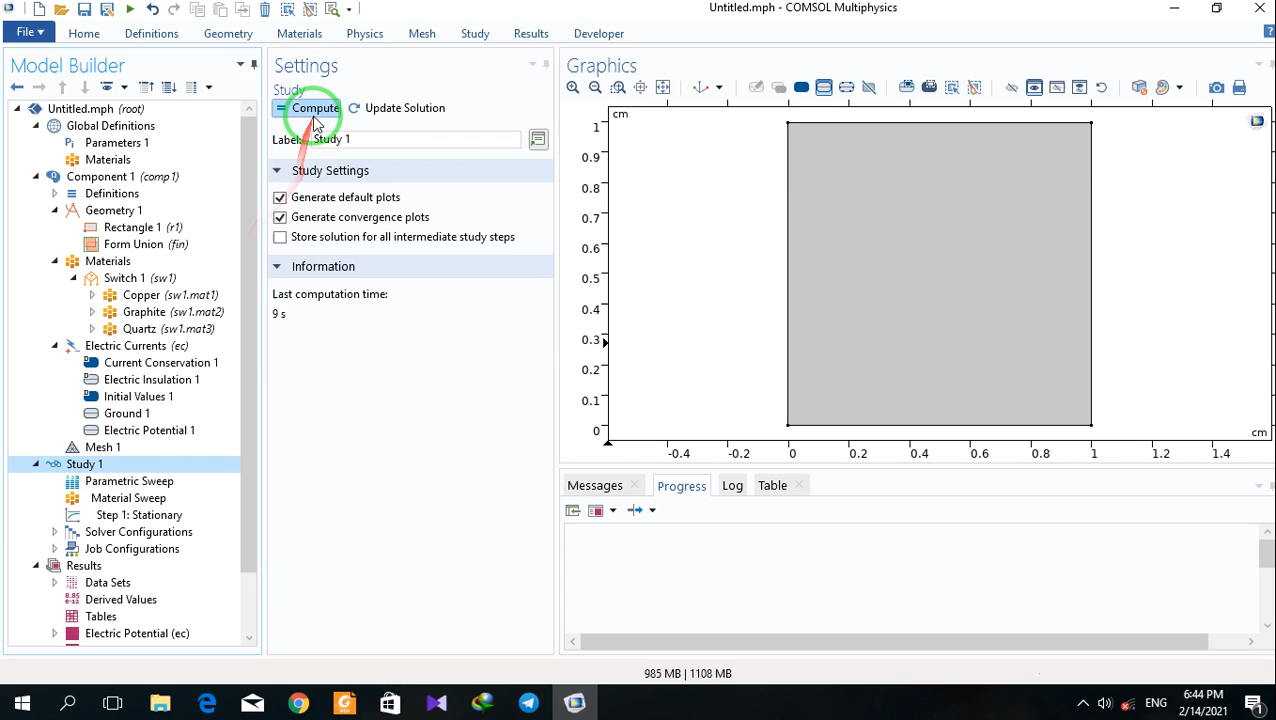 Untitled.mph - COMSOL Multiphysics
File Home Definitions Geometry Materials Physics Mesh Study Results Developer
Model Builder
Untitled.mph (root)
Global Definitions
Pi Parameters 1
Materials
Component 1 (comp1)
Definitions
Geometry 1
Rectangle 1 (r1)
Form Union (fin)
Materials
Switch 1 (sw1)
Copper (sw1.mat1)
Graphite (sw1.mat2)
Quartz (sw1.mat3)
Electric Currents (ec)
Current Conservation 1
Electric Insulation 1
Initial Values 1
Ground 1
Electric Potential 1
Mesh 1
Study 1
Parametric Sweep
Material Sweep
Step 1: Stationary
Solver Configurations
Job Configurations
Results
Data Sets
8.85
e-12 Derived Values
Tables
Electric Potential (ec)
Settings
Study
= Compute Update Solution
Label: Study 1
Study Settings
Generate default plots
Generate convergence plots
Store solution for all intermediate study steps
Information
Last computation time:
9 s
Graphics
cm
1
0.9
0.8
0.7
0.6
0.5
0.4
0.3
0.2
0.1
0
cm
-0.4 -0.2 0 0.2 0.4 0.6 0.8 1 1.2 1.4
Messages Progress Log Table
985 MB | 1108 MB
ENG
6:44 PM
2/14/2021
1